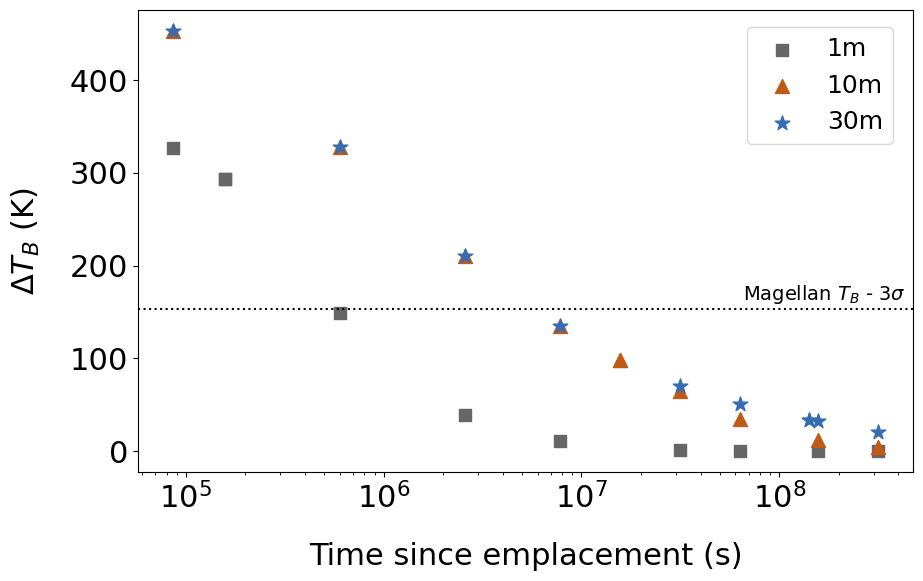 1m
10m
30m
400
300
200
100
0
ΔT_B (K)
Magellan T_B - 3σ
10^5 10^6 10^7 10^8
Time since emplacement (s)